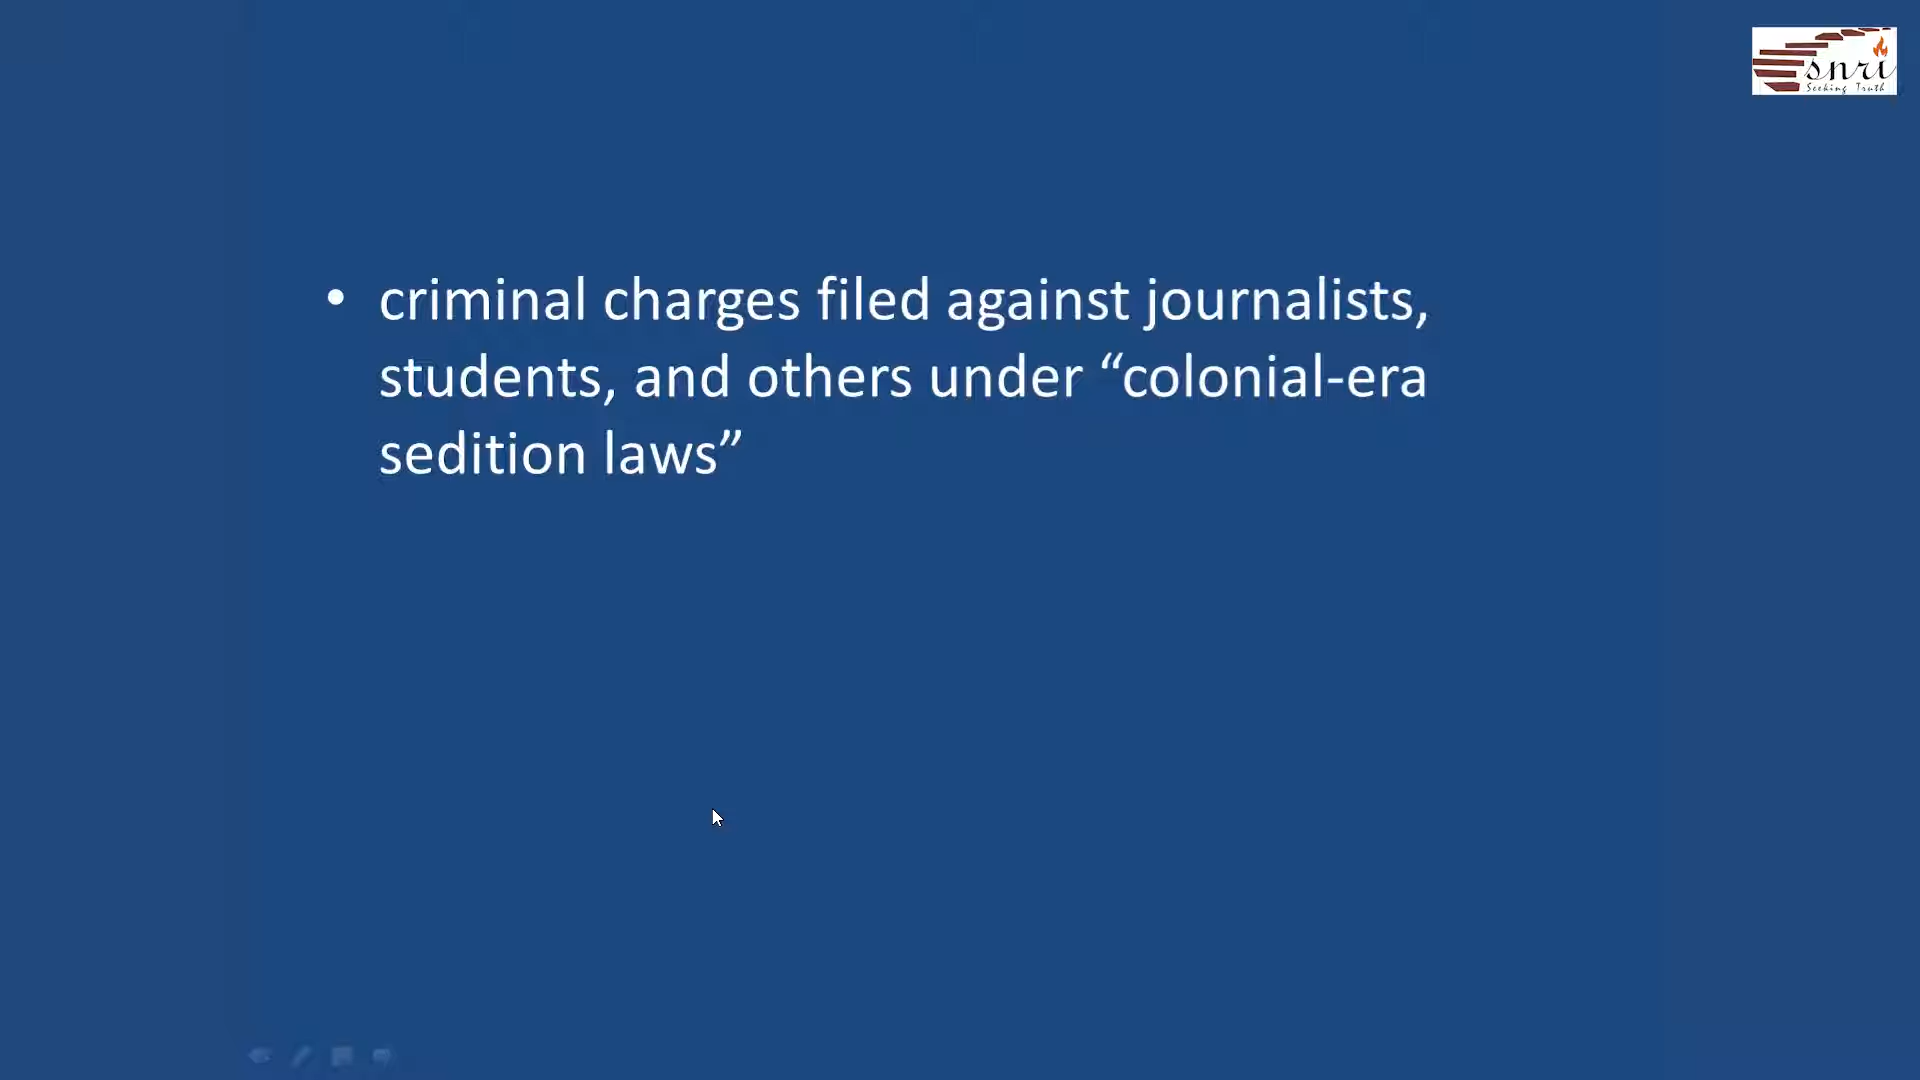 snri
Seeking Truth
• criminal charges filed against journalists,
students, and others under “colonial-era
sedition laws”